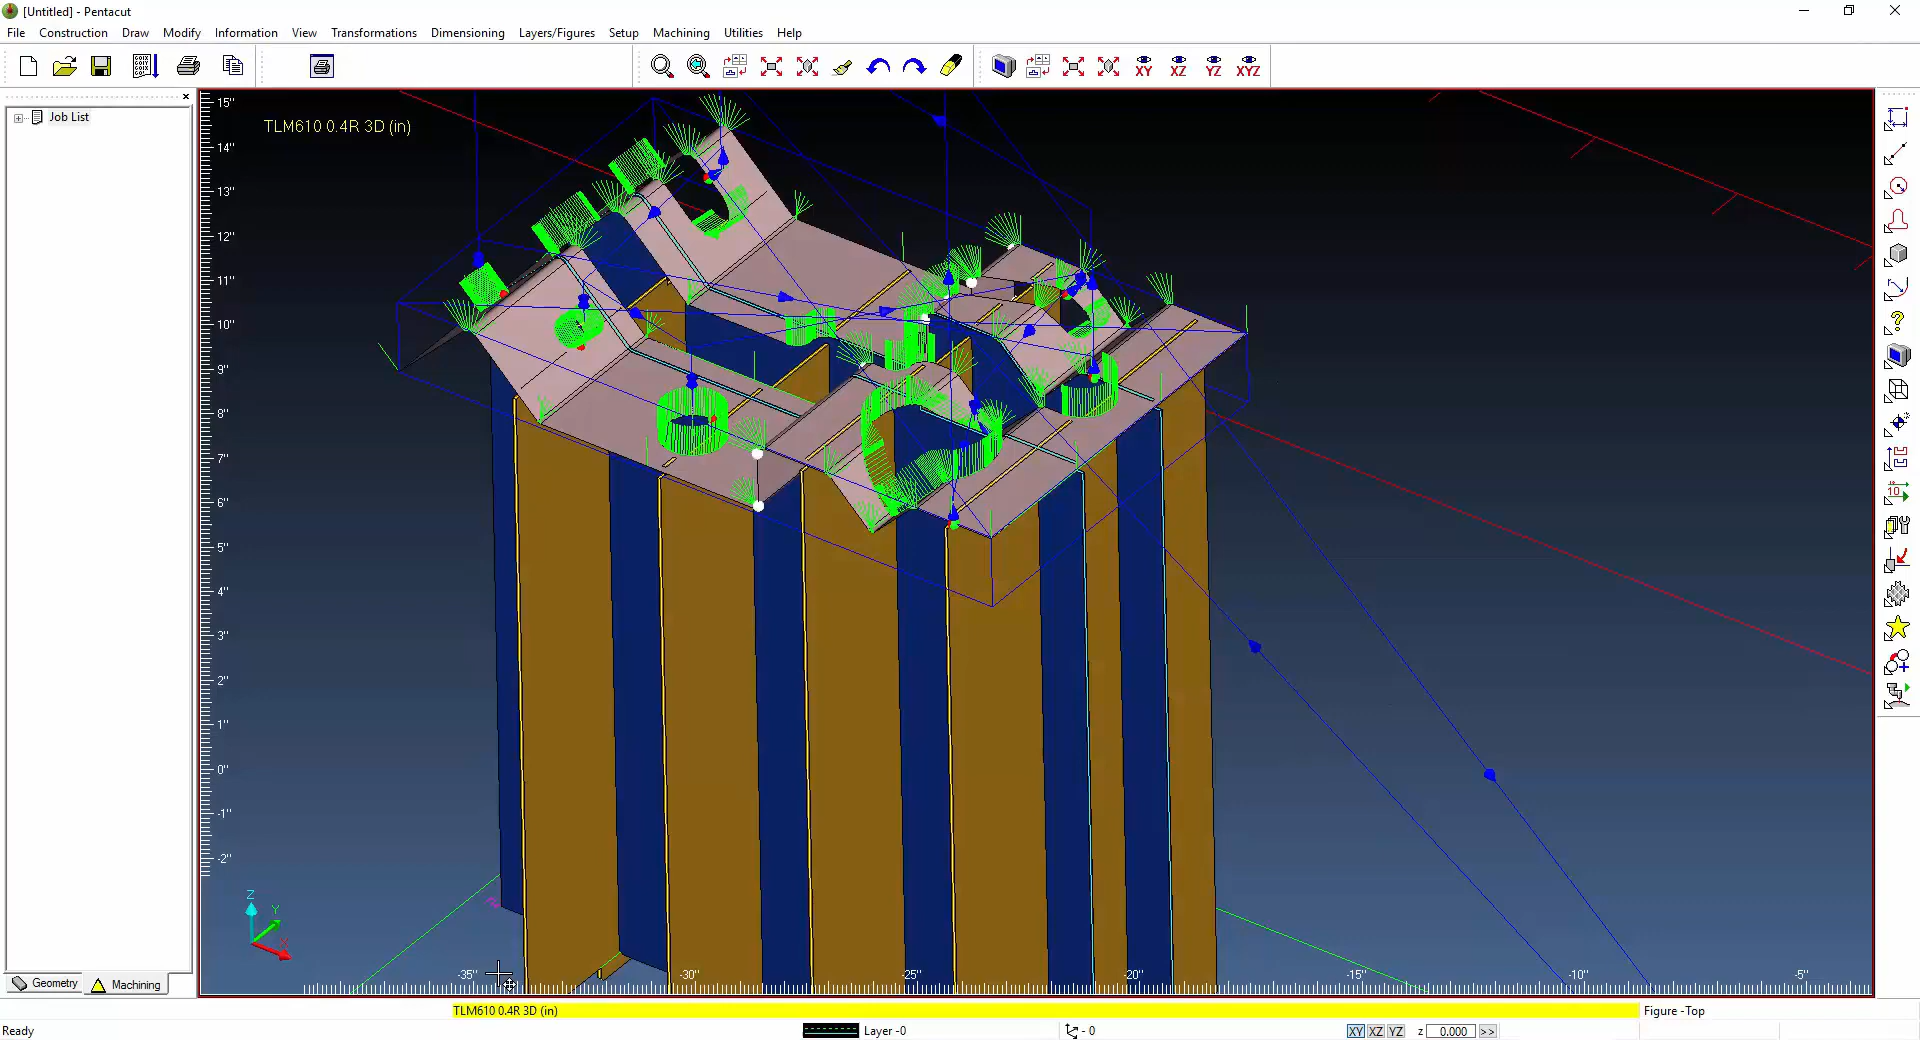 [Untitled] - Pentacut
File Construction Draw Modify Information View Transformations Dimensioning Layers/Figures Setup Machining Utilities Help
XY XZ YZ XYZ
Job List
TLM610 0.4R 3D (in)
15"
14"
13"
12"
11"
10"
9"
8"
7"
6"
5"
4"
3"
2"
1"
0"
-1"
-2"
Z
Y
X
-35" -30" -25" -20" -15" -10" -5"
?
10
Geometry Machining
TLM610 0.4R 3D (in) Figure -Top
Ready Layer -0 - 0 XY XZ YZ z 0.000 >>